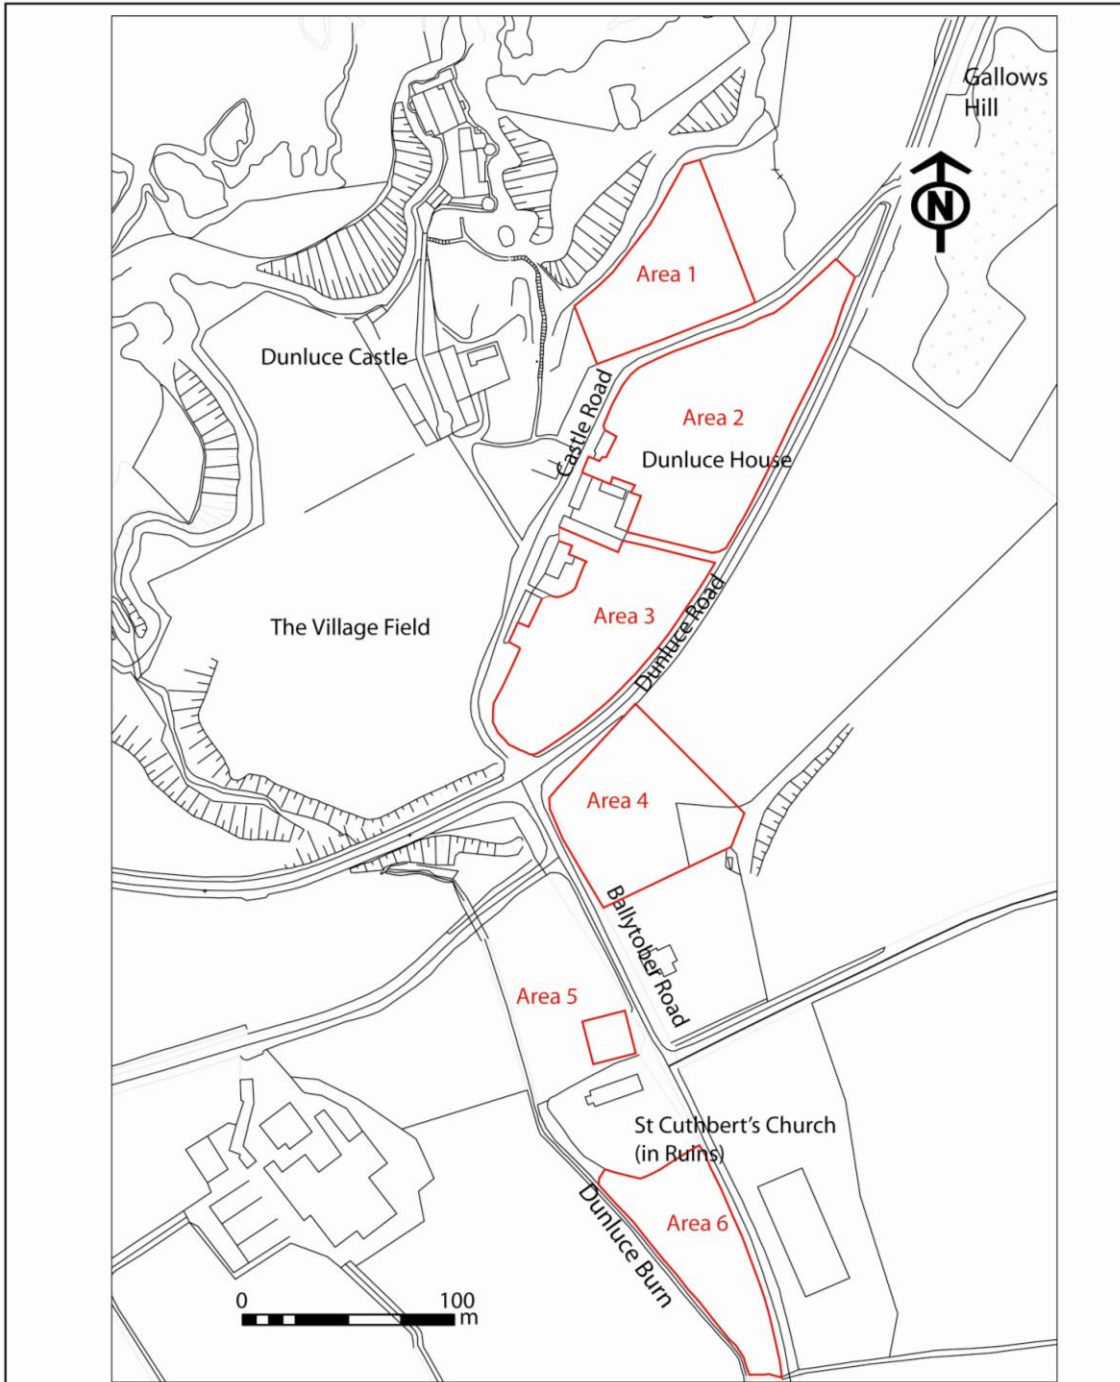 Gallows
Hill
N
Area 1
Dunluce Castle
Castle Road
Area 2
Dunluce House
Area 3
The Village Field
Dunluce Road
Area 4
Ballytober Road
Area 5
St Cuthbert's Church
(in Ruins)
Area 6
Dunluce Burn
0 100
m